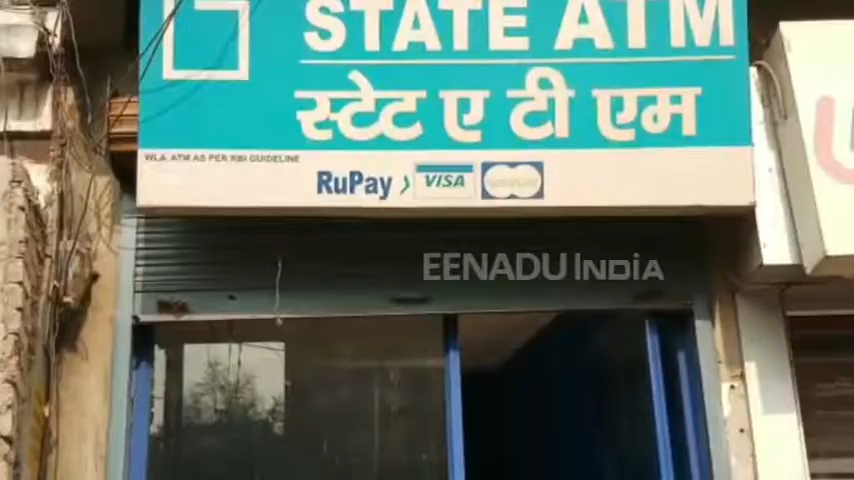 STATE ATM
स्टेट ए टी एम
WLA ATM AS PER RBI GUIDELINE
RuPay VISA
EENADU INDIA